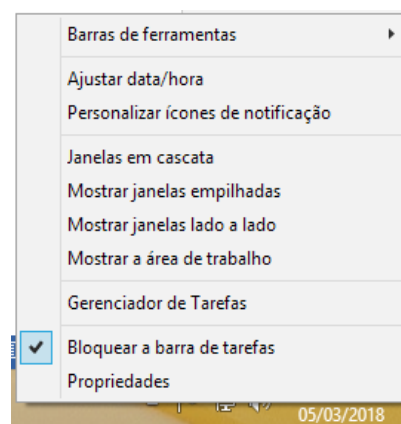 Barras de ferramentas
Ajustar data/hora
Personalizar ícones de notificação
Janelas em cascata
Mostrar janelas empilhadas
Mostrar janelas lado a lado
Mostrar a área de trabalho
Gerenciador de Tarefas
Bloquear a barra de tarefas
Propriedades
05/03/2018